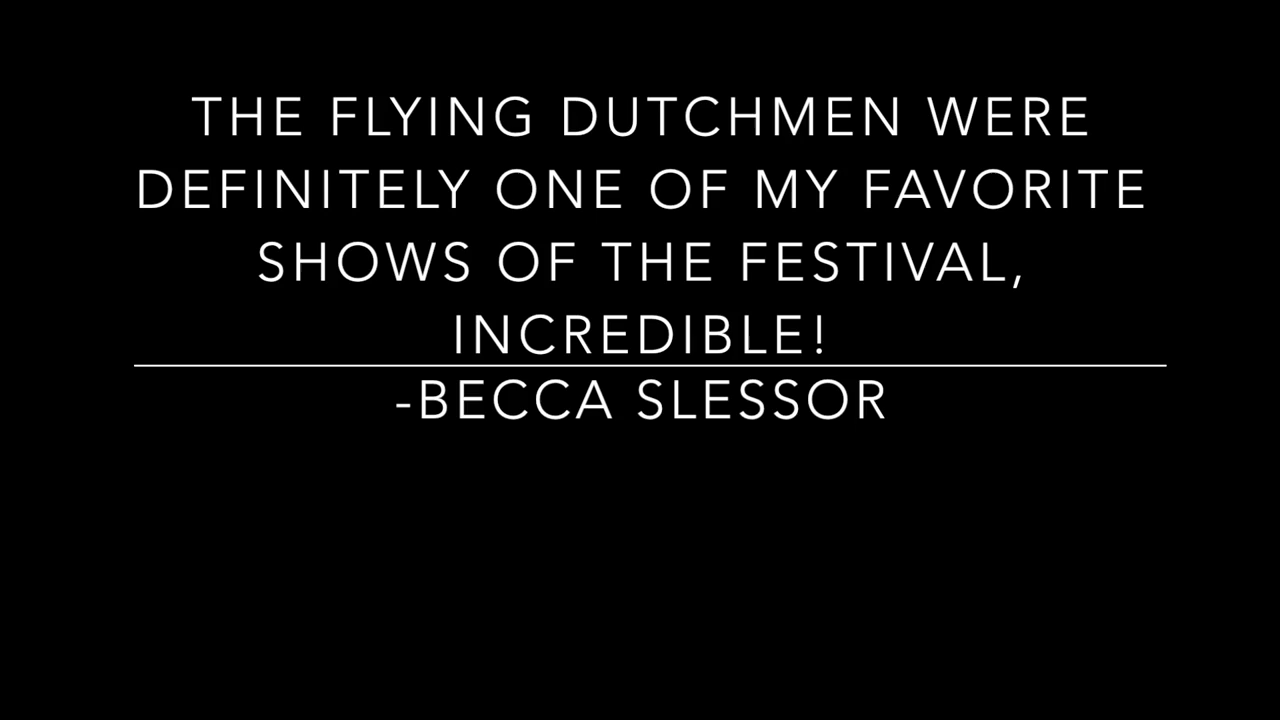 THE FLYING DUTCHMEN WERE
DEFINITELY ONE OF MY FAVORITE
SHOWS OF THE FESTIVAL,
INCREDIBLE!
-BECCA SLESSOR